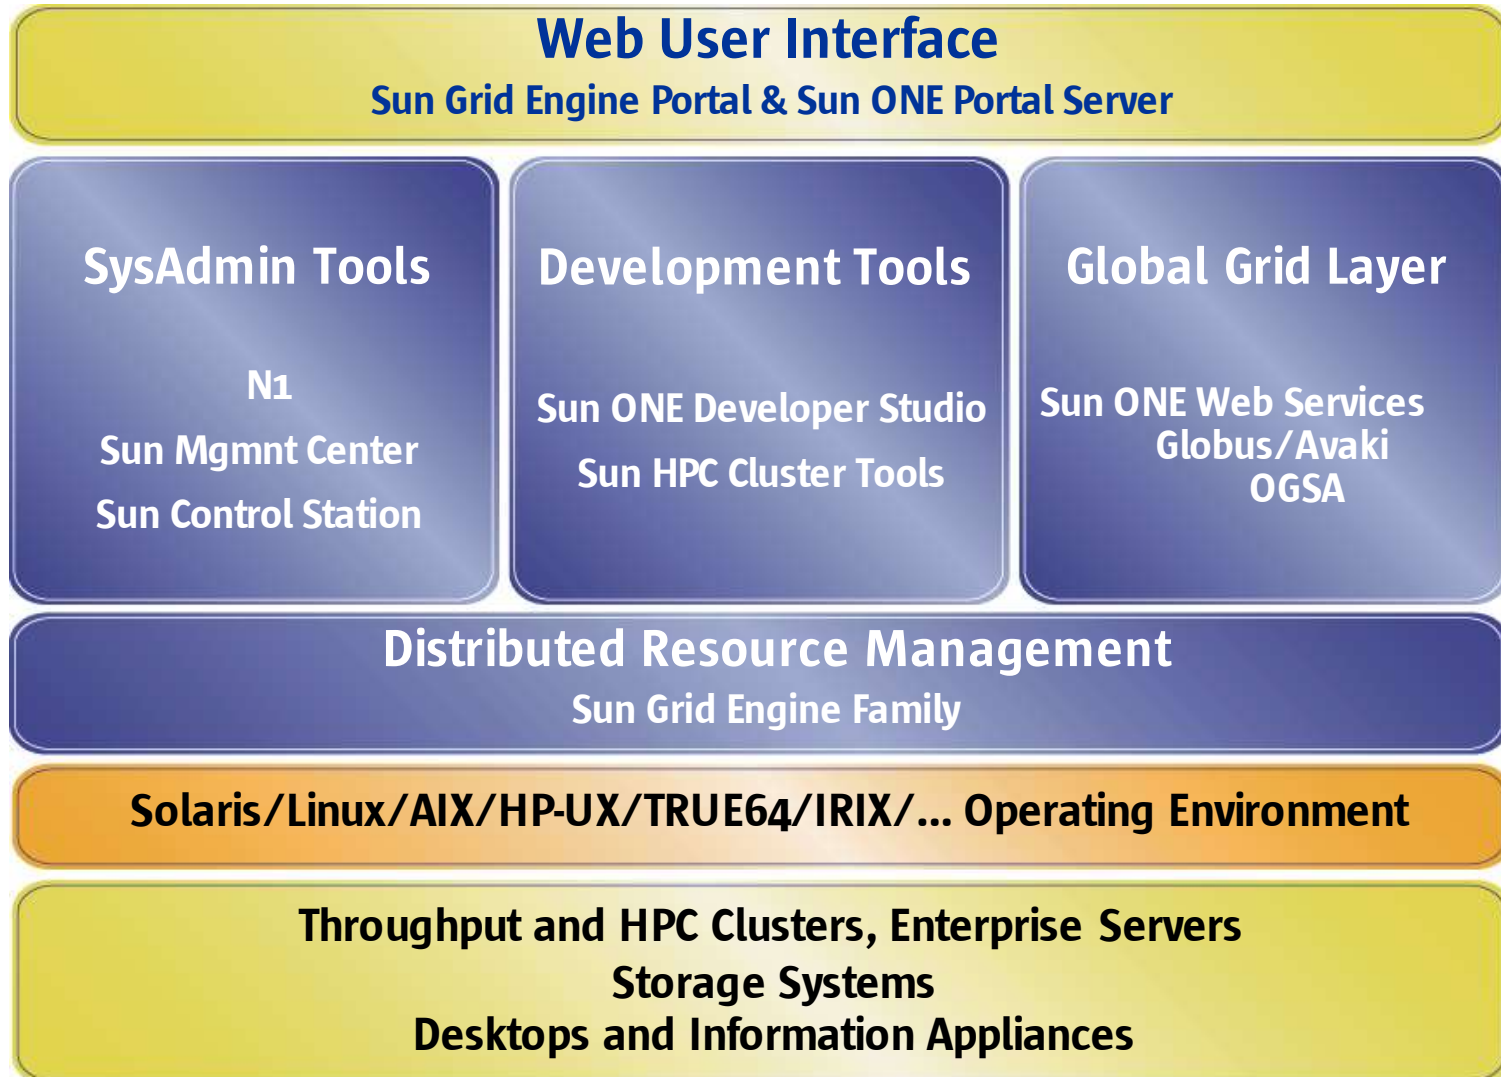 Web User Interface
Sun Grid Engine Portal & Sun ONE Portal Server
SysAdmin Tools
N1
Sun Mgmnt Center
Sun Control Station
Development Tools
Sun ONE Developer Studio
Sun HPC Cluster Tools
Global Grid Layer
Sun ONE Web Services
Globus/Avaki
OGSA
Distributed Resource Management
Sun Grid Engine Family
Solaris/Linux/AIX/HP-UX/TRUE64/IRIX/... Operating Environment
Throughput and HPC Clusters, Enterprise Servers
Storage Systems
Desktops and Information Appliances